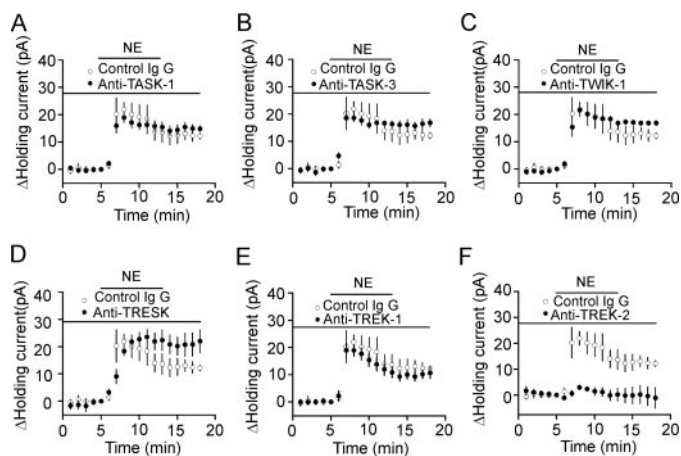 A
NE
Control Ig G
Anti-TASK-1
ΔHolding current (pA)
40
30
20
10
0
0 5 10 15 20
Time (min)
B
NE
Control Ig G
Anti-TASK-3
ΔHolding current(pA)
40
30
20
10
0
0 5 10 15 20
Time (min)
C
NE
Control Ig G
Anti-TWIK-1
ΔHolding current (pA)
40
30
20
10
0
0 5 10 15 20
Time (min)
D
NE
Control Ig G
Anti-TRESK
ΔHolding current(pA)
40
30
20
10
0
0 5 10 15 20
Time (min)
E
NE
Control Ig G
Anti-TREK-1
ΔHolding current (pA)
40
30
20
10
0
0 5 10 15 20
Time (min)
F
NE
Control Ig G
Anti-TREK-2
ΔHolding current (pA)
40
30
20
10
0
0 5 10 15 20
Time (min)